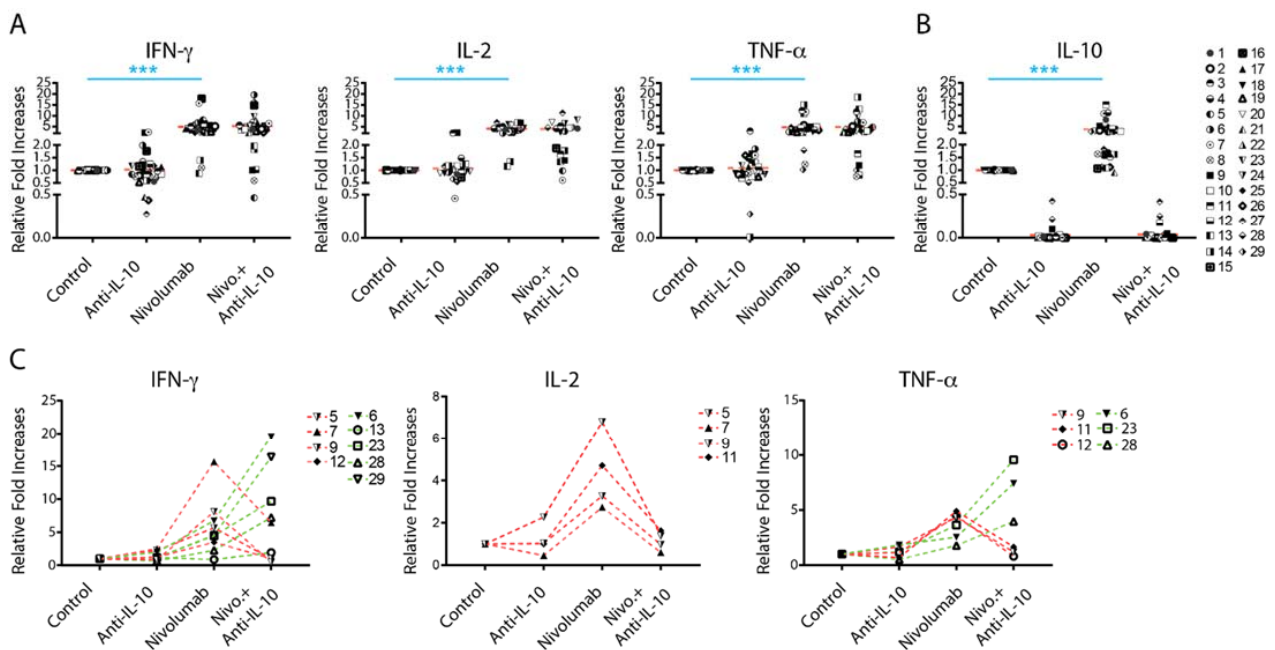 A
B
IFN-γ
IL-2
TNF-α
IL-10
***
***
***
***
Relative Fold Increases
25
20
15
10
5
2.0
1.5
1.0
0.5
0.5
0.0
Control
Anti-IL-10
Nivolumab
Nivo.+
Anti-IL-10
Relative Fold Increases
25
20
15
10
5
2.0
1.5
1.0
0.5
0.5
0.0
Control
Anti-IL-10
Nivolumab
Nivo.+
Anti-IL-10
Relative Fold Increases
25
20
15
10
5
2.0
1.5
1.0
0.5
0.5
0.0
Control
Anti-IL-10
Nivolumab
Nivo.+
Anti-IL-10
Relative Fold Increases
25
20
15
10
5
2.0
1.5
1.0
0.5
0.5
0.0
Control
Anti-IL-10
Nivolumab
Nivo.+
Anti-IL-10
1 16
2 17
3 18
4 19
5 20
6 21
7 22
8 23
9 24
10 25
11 26
12 27
13 28
14 29
15
C
IFN-γ
Relative Fold Increases
25
20
15
10
5
0
Control
Anti-IL-10
Nivolumab
Nivo.+
Anti-IL-10
5 6
7 13
9 23
12 28
29
IL-2
Relative Fold Increases
8
6
4
2
0
Control
Anti-IL-10
Nivolumab
Nivo.+
Anti-IL-10
5
7
9
11
TNF-α
Relative Fold Increases
15
10
5
0
Control
Anti-IL-10
Nivolumab
Nivo.+
Anti-IL-10
9 6
11 23
12 28